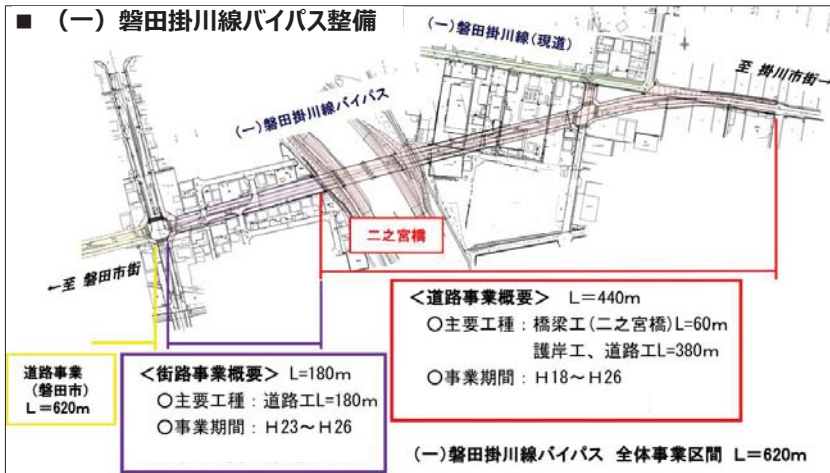 ■ （一）磐田掛川線バイパス整備
（一）磐田掛川線（現道）
至 掛川市街→
（一）磐田掛川線バイパス
二之宮橋
←至 磐田市街
＜道路事業概要＞ L＝440m
○主要工種：橋梁工（二之宮橋）L=60m
護岸工、道路工L=380m
○事業期間：H18～H26
道路事業
（磐田市）
L＝620m
＜街路事業概要＞ L=180m
○主要工種：道路工L=180m
○事業期間：H23～H26
（一）磐田掛川線バイパス 全体事業区間 L＝620m